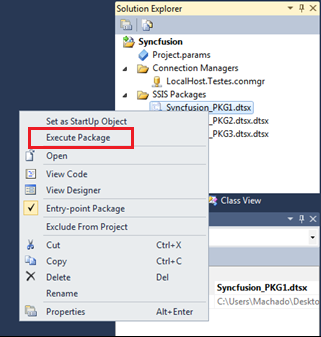 Solution Explorer
Syncfusion
Project.params
Connection Managers
LocalHost.Testes.conmgr
SSIS Packages
Syncfusion_PKG1.dtsx
_PKG2.dtsx.dtsx
_PKG3.dtsx.dtsx
Set as StartUp Object
Execute Package
Open
View Code
View Designer
Entry-point Package
Exclude From Project
Cut Ctrl+X
Copy Ctrl+C
Delete Del
Rename
Properties Alt+Enter
Class View
Syncfusion_PKG1.dtsx
C:\Users\Machado\Deskto